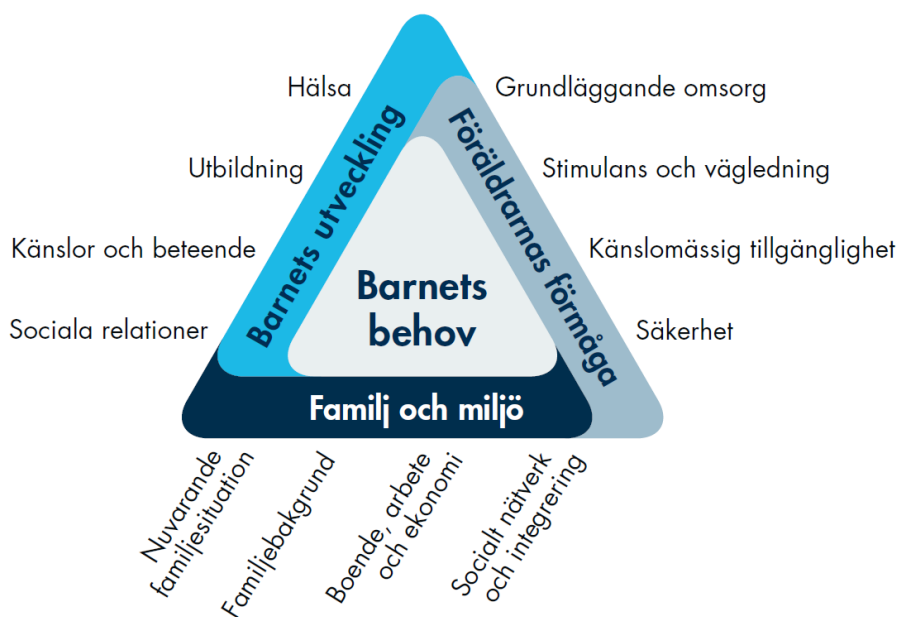 Hälsa
Utbildning
Känslor och beteende
Sociala relationer
Barnets utveckling
Grundläggande omsorg
Stimulans och vägledning
Känslomässig tillgänglighet
Säkerhet
Föräldrarnas förmåga
Barnets
behov
Familj och miljö
Nuvarande
familjesituation
Familjebakgrund
Boende, arbete
och ekonomi
Socialt nätverk
och integrering